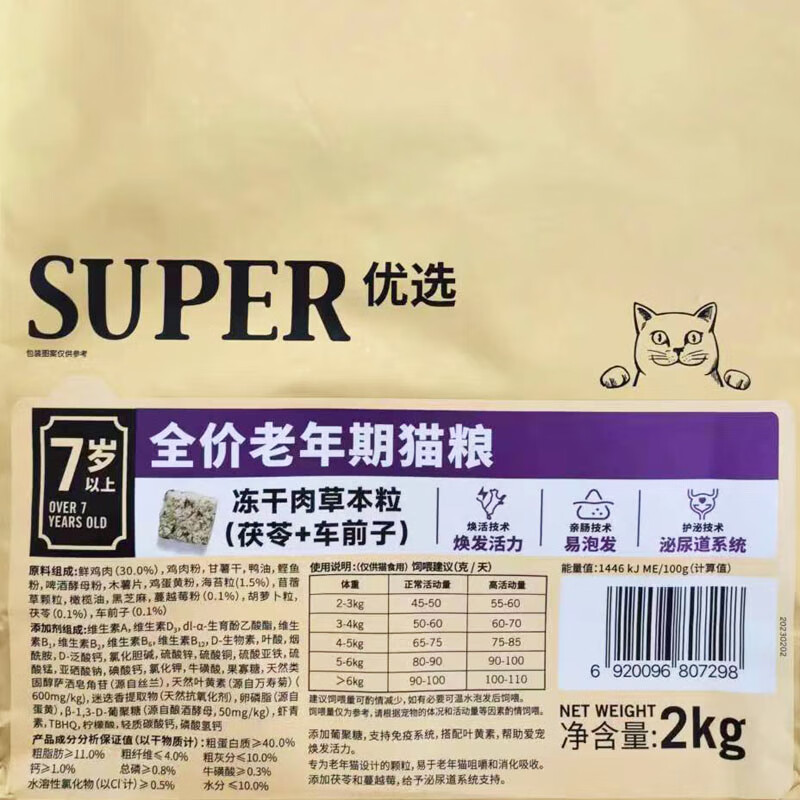 SUPER 优选
包装图案仅供参考
7岁以上
OVER 7
YEARS OLD
全价老年期猫粮
冻干肉草本粒
(茯苓+车前子)
焕活技术
焕发活力
亲肠技术
易泡发
护泌技术
泌尿道系统
原料组成:鲜鸡肉(30.0%),鸡肉粉,甘薯干,鸭油,鲣鱼
粉,啤酒酵母粉,木薯片,鸡蛋黄粉,海苔粒(1.5%),苜蓿
草颗粒,橄榄油,黑芝麻,蔓越莓粉(0.1%),胡萝卜粒,
茯苓(0.1%),车前子(0.1%)
添加剂组成:维生素A,维生素D₃,dl-α-生育酚乙酸酯,维生
素B₁,维生素B₂,维生素B₆,维生素B₁₂,D-生物素,叶酸,烟
酰胺,D-泛酸钙,氯化胆碱,硫酸锌,硫酸铜,硫酸亚铁,硫
酸锰,亚硒酸钠,碘酸钙,氯化钾,牛磺酸,果寡糖,天然类
固醇萨洒皂角苷(源自丝兰),天然叶黄素(源自万寿菊)(
600mg/kg),迷迭香提取物(天然抗氧化剂),卵磷脂(源自
蛋黄),β-1,3-D-葡聚糖(源自酿酒酵母,50mg/kg),虾青
素,TBHQ,柠檬酸,轻质碳酸钙,磷酸氢钙
产品成分分析保证值(以干物质计):粗蛋白质≥40.0%
粗脂肪≥11.0% 粗纤维≤4.0% 粗灰分≤10.0%
钙≥1.0% 总磷≥0.8% 牛磺酸≥0.3%
水溶性氯化物(以Cl⁻计)≥0.5% 水分≤10.0%
使用说明:(仅供猫食用) 饲喂建议(克/天)
体重 正常活动量 高活动量
2-3kg 45-50 55-60
3-4kg 50-60 60-70
4-5kg 65-75 75-85
5-6kg 80-90 90-100
>6kg 90-100 100-110
建议饲喂量可酌情减少,如有必要可温水泡发后饲喂。
饲喂量仅为参考,请根据宠物的体况和活动量等因素酌情饲喂。
添加葡聚糖,支持免疫系统,搭配叶黄素,帮助爱宠
焕发活力。
专为老年猫设计的颗粒,易于老年猫咀嚼和消化吸收。
添加茯苓和蔓越莓,给予泌尿道系统支持。
能量值:1446 kJ ME/100g(计算值)
6 920096 807298
20230202
NET WEIGHT
净含量:2kg